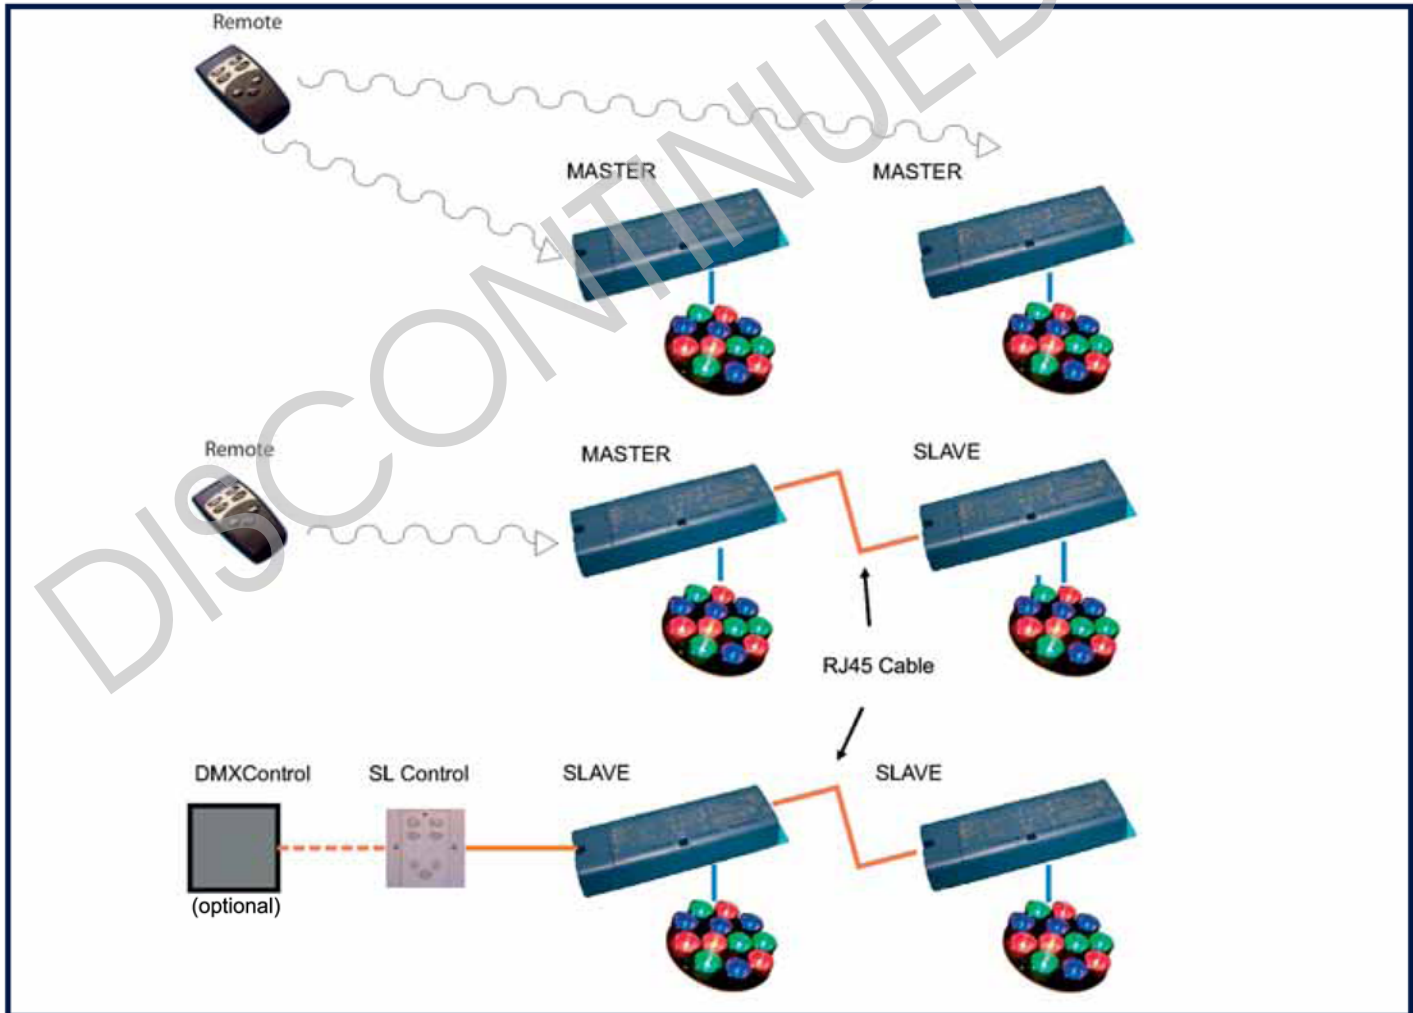 Remote
MASTER
MASTER
DISCONTINUED
Remote
MASTER
SLAVE
RJ45 Cable
DMXControl
SL Control
SLAVE
SLAVE
(optional)